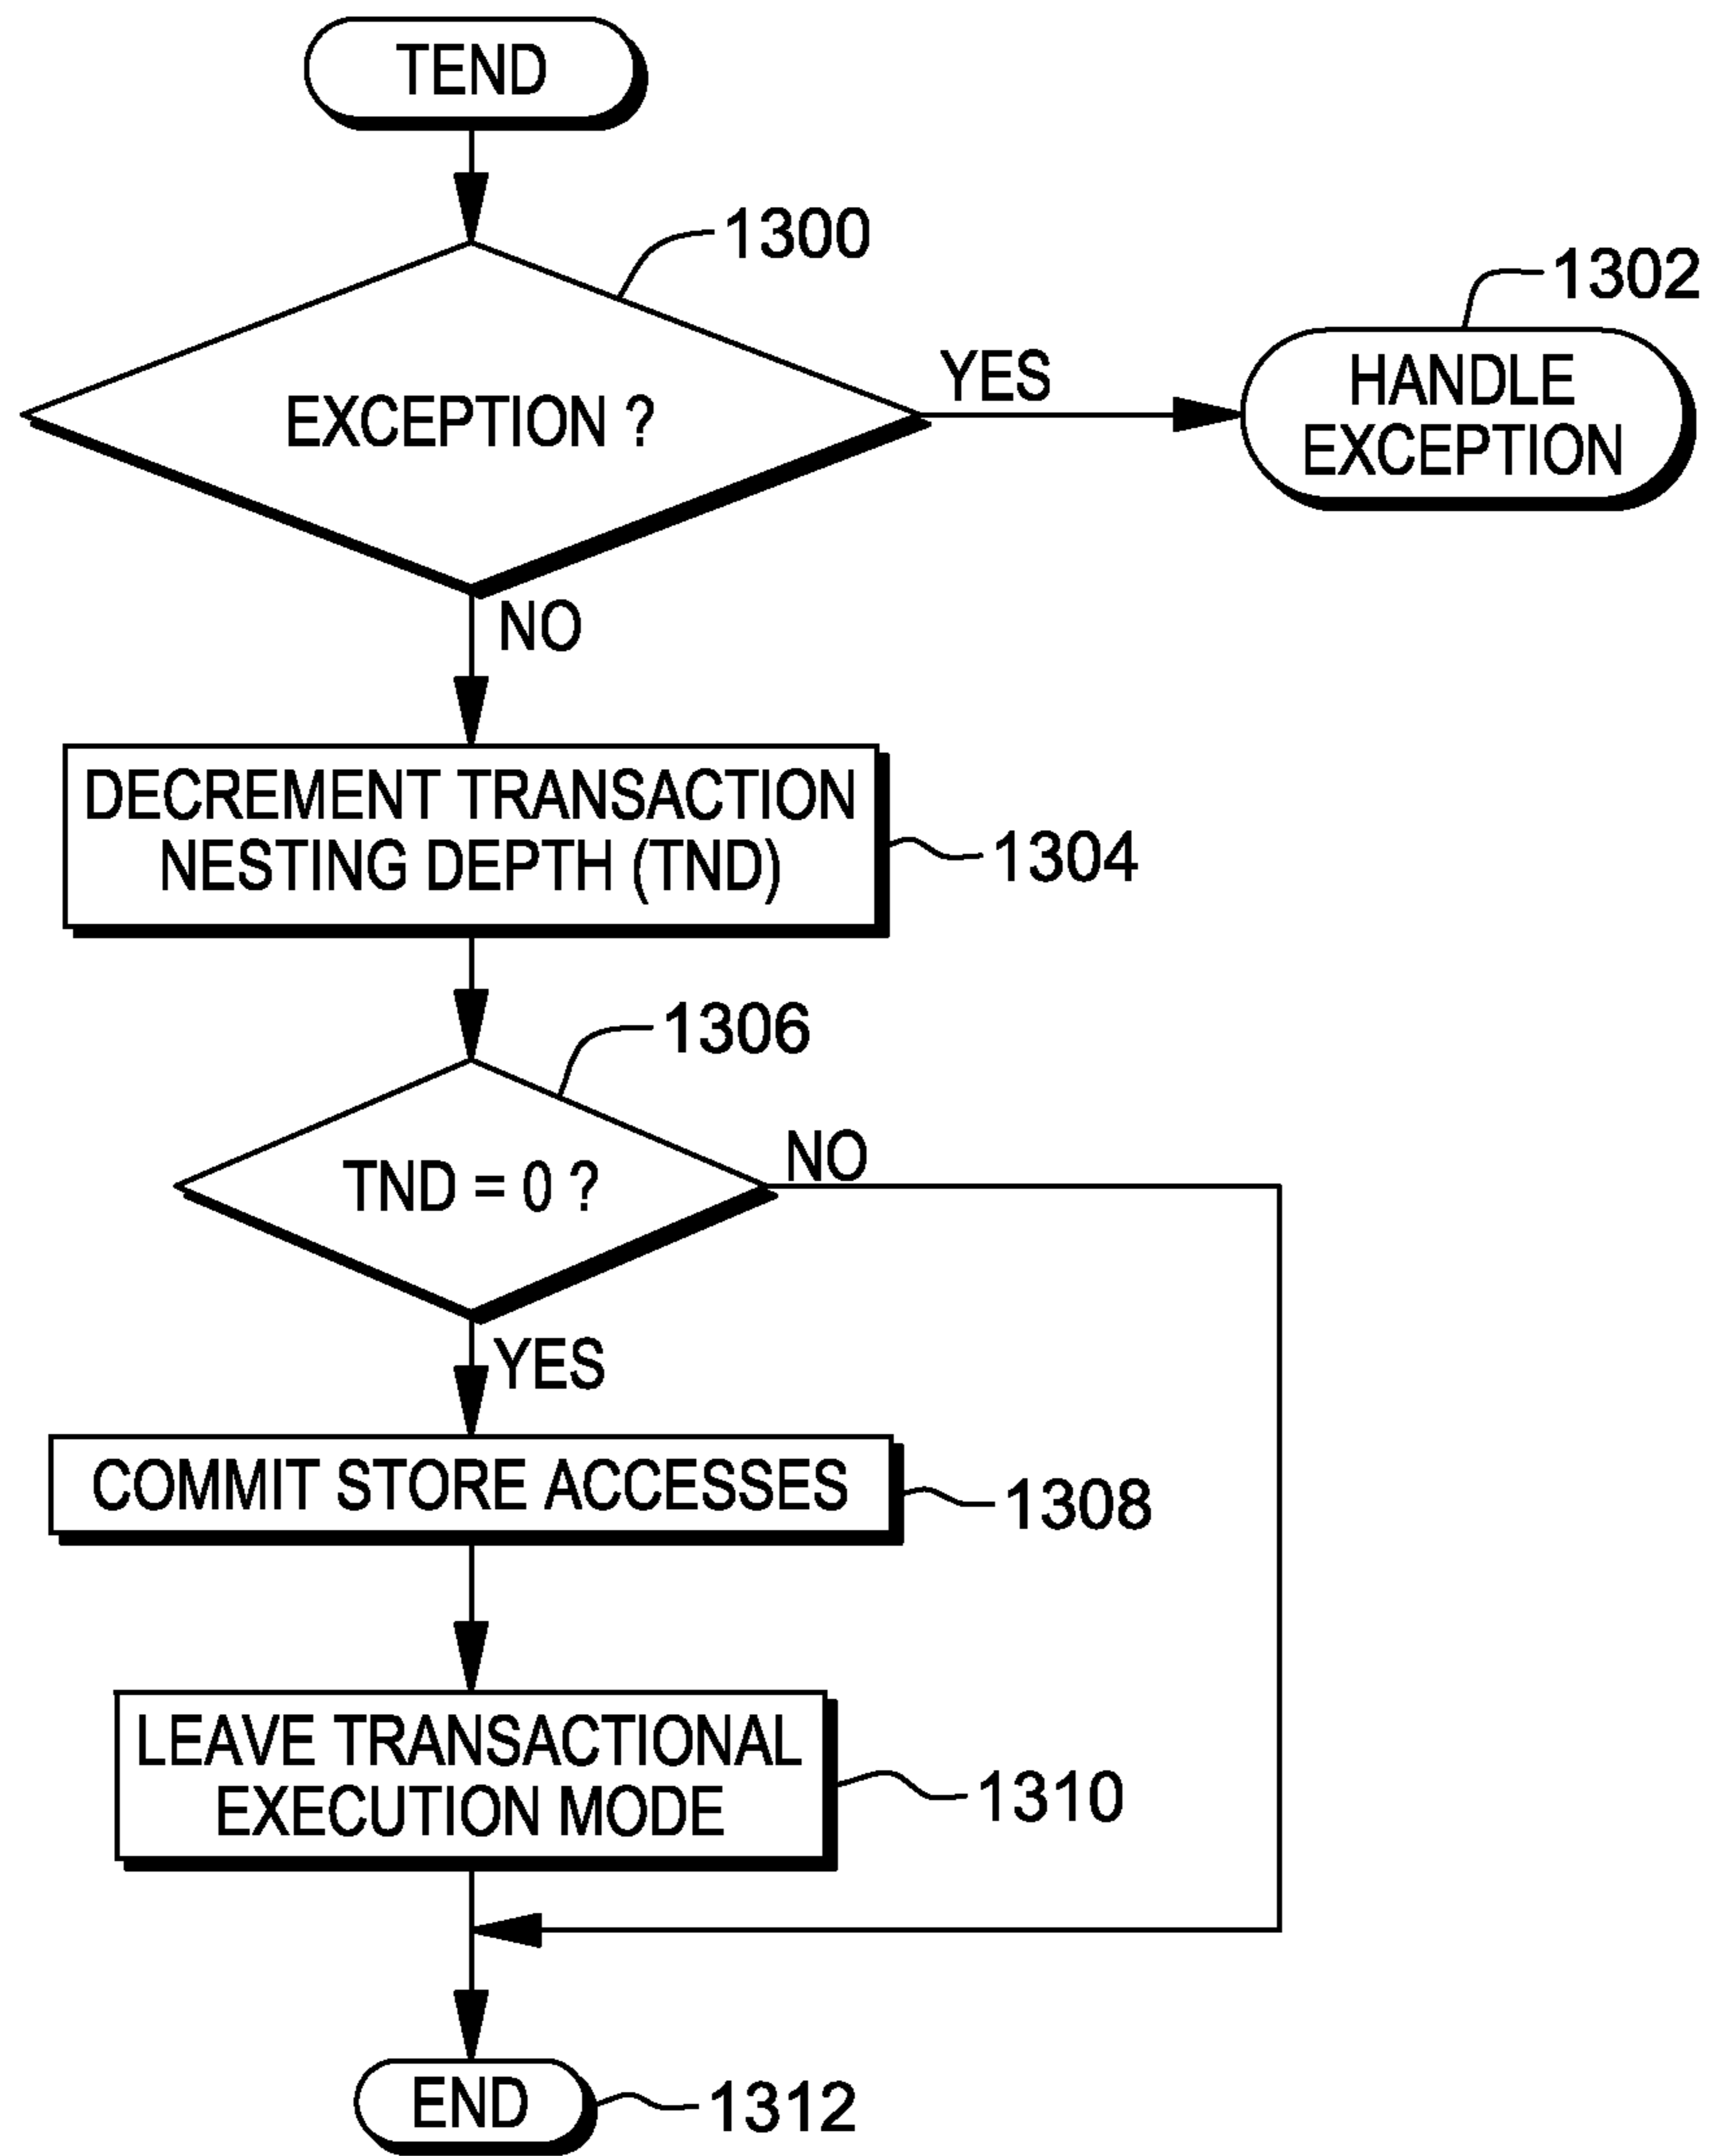 TEND
1300
1302
EXCEPTION ?
YES
HANDLE
EXCEPTION
NO
DECREMENT TRANSACTION
NESTING DEPTH (TND)
1304
1306
TND = 0 ?
NO
YES
COMMIT STORE ACCESSES
1308
LEAVE TRANSACTIONAL
EXECUTION MODE
1310
END
1312